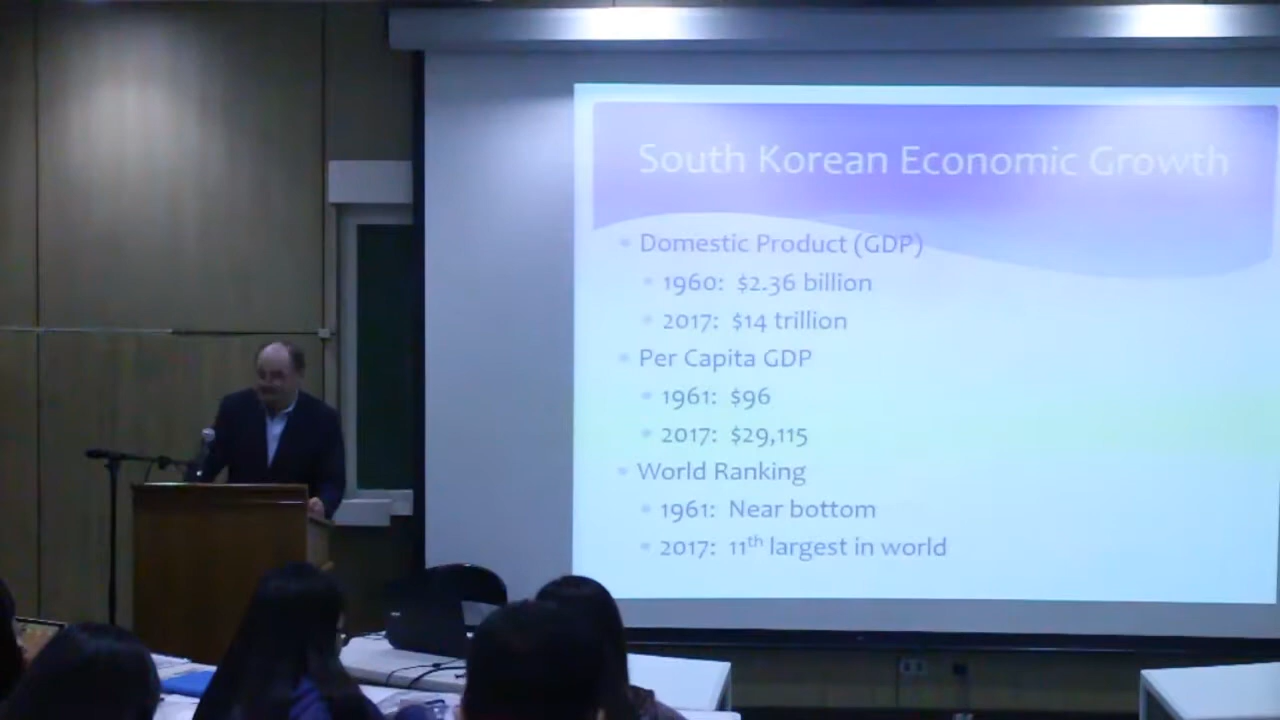 South Korean Economic Growth
Domestic Product (GDP)
1960: $2.36 billion
2017: $14 trillion
Per Capita GDP
1961: $96
2017: $29,115
World Ranking
1961: Near bottom
2017: 11th largest in world